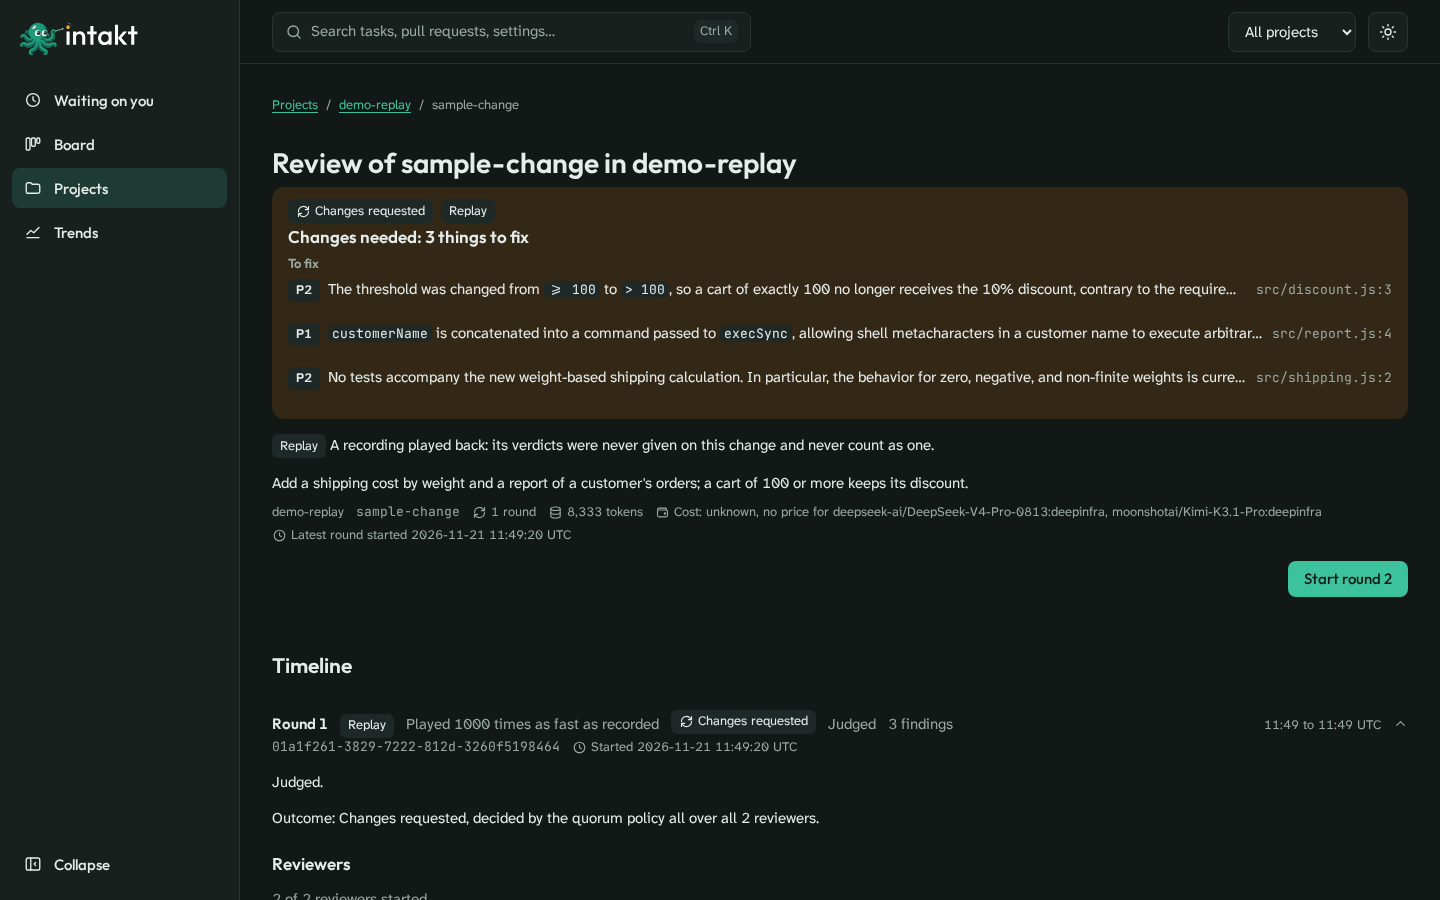 intakt
Search tasks, pull requests, settings... Ctrl K
All projects
Waiting on you
Board
Projects
Trends
Collapse
Projects / demo-replay / sample-change
Review of sample-change in demo-replay
Changes requested Replay
Changes needed: 3 things to fix
To fix
P2 The threshold was changed from >= 100 to > 100, so a cart of exactly 100 no longer receives the 10% discount, contrary to the require... src/discount.js:3
P1 customerName is concatenated into a command passed to execSync, allowing shell metacharacters in a customer name to execute arbitrar... src/report.js:4
P2 No tests accompany the new weight-based shipping calculation. In particular, the behavior for zero, negative, and non-finite weights is curre... src/shipping.js:2
Replay A recording played back: its verdicts were never given on this change and never count as one.
Add a shipping cost by weight and a report of a customer's orders; a cart of 100 or more keeps its discount.
demo-replay sample-change 1 round 8,333 tokens Cost: unknown, no price for deepseek-ai/DeepSeek-V4-Pro-0813:deepinfra, moonshotai/Kimi-K3.1-Pro:deepinfra
Latest round started 2026-11-21 11:49:20 UTC
Start round 2
Timeline
Round 1 Replay Played 1000 times as fast as recorded Changes requested Judged 3 findings 11:49 to 11:49 UTC
01a1f261-3829-7222-812d-3260f5198464 Started 2026-11-21 11:49:20 UTC
Judged.
Outcome: Changes requested, decided by the quorum policy all over all 2 reviewers.
Reviewers
2 of 2 reviewers started